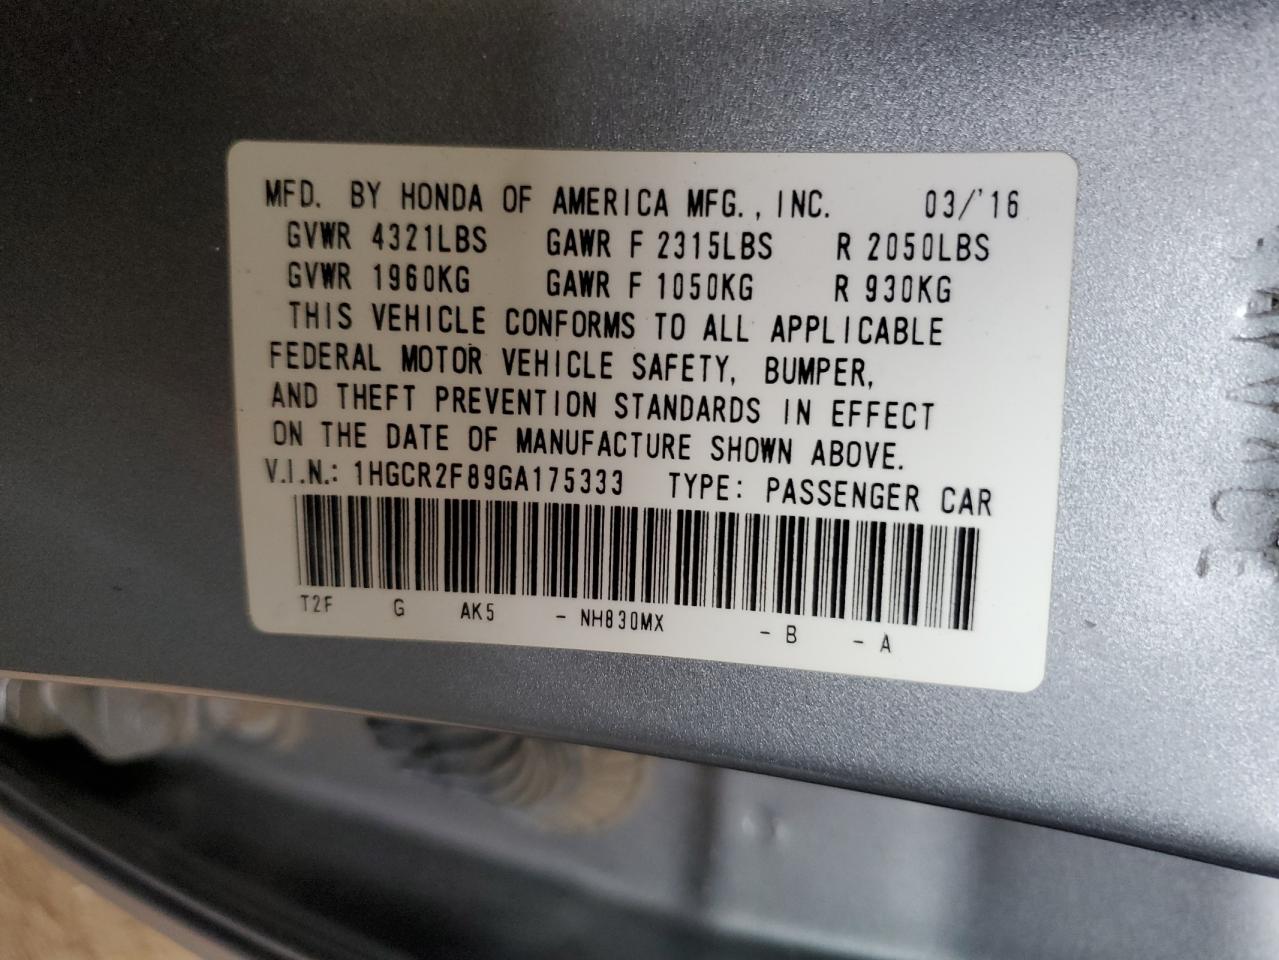 MFD. BY HONDA OF AMERICA MFG., INC. 03/'16
GVWR 4321LBS GAWR F 2315LBS R 2050LBS
GVWR 1960KG GAWR F 1050KG R 930KG
THIS VEHICLE CONFORMS TO ALL APPLICABLE
FEDERAL MOTOR VEHICLE SAFETY, BUMPER,
AND THEFT PREVENTION STANDARDS IN EFFECT
ON THE DATE OF MANUFACTURE SHOWN ABOVE.
V.I.N.: 1HGCR2F89GA175333 TYPE: PASSENGER CAR
T2F G AK5 - NH830MX - B - A